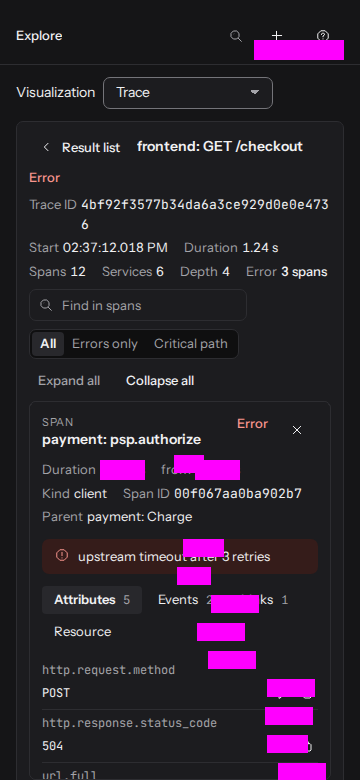 Explore
Visualization Trace
Result list frontend: GET /checkout
Error
Trace ID 4bf92f3577b34da6a3ce929d0e0e473
6
Start 02:37:12.018 PM Duration 1.24 s
Spans 12 Services 6 Depth 4 Error 3 spans
Find in spans
All Errors only Critical path
Expand all Collapse all
SPAN
payment: psp.authorize
Error
Duration
Kind client Span ID 00f067aa0ba902b7
Parent payment: Charge
upstream timeout after 3 retries
Attributes 5 Events 1
Resource
http.request.method
POST
http.response.status_code
504
url.full